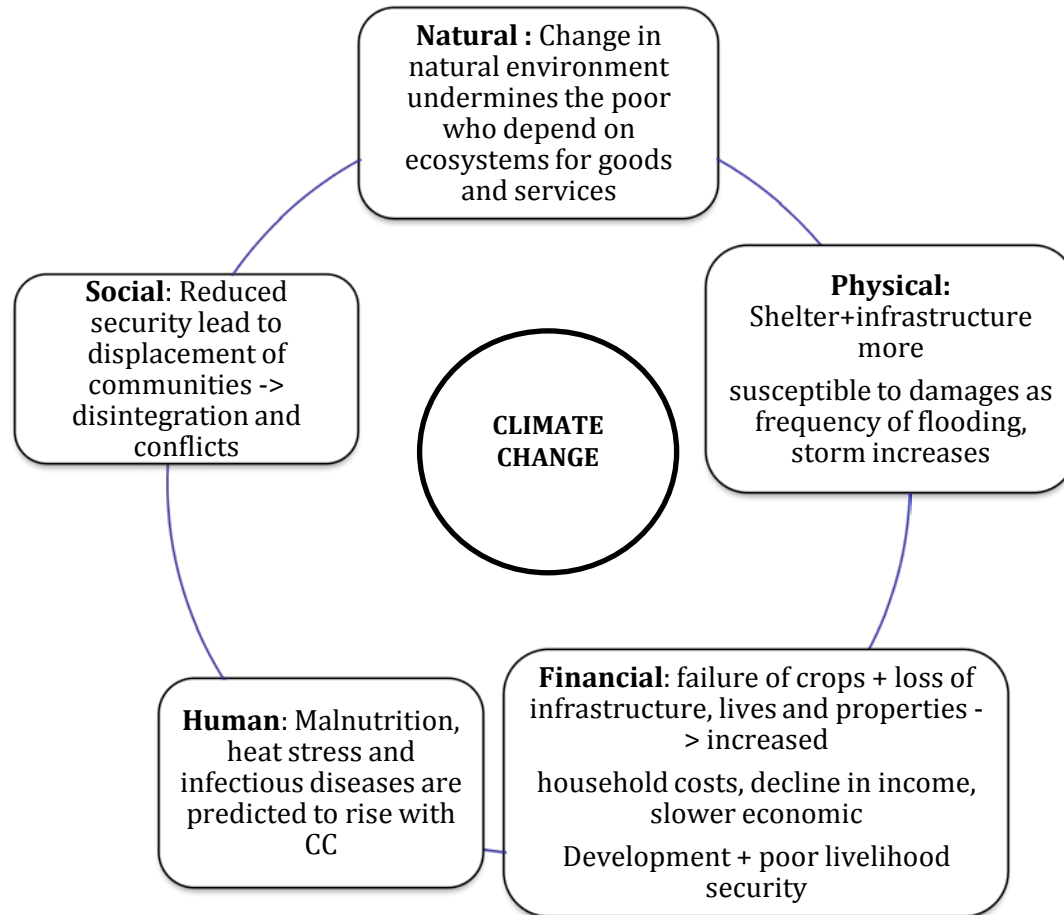 Natural : Change in
natural environment
undermines the poor
who depend on
ecosystems for goods
and services
Physical:
Shelter+infrastructure
more
susceptible to damages as
frequency of flooding,
storm increases
Social: Reduced
security lead to
displacement of
communities ->
disintegration and
conflicts
CLIMATE
CHANGE
Financial: failure of crops + loss of
infrastructure, lives and properties -
> increased
household costs, decline in income,
slower economic
Development + poor livelihood
security
Human: Malnutrition,
heat stress and
infectious diseases are
predicted to rise with
CC